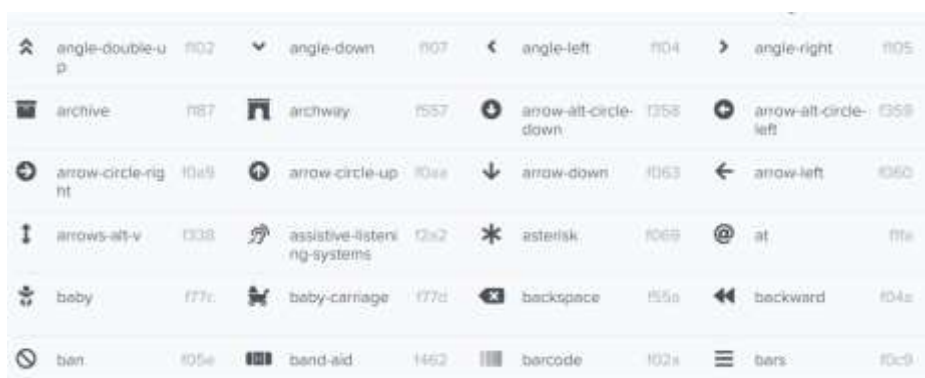 angle-double-u f102 angle-down f107 angle-left f104 angle-right f105
p
archive f187 archway f557 arrow-alt-circle- f358 arrow-alt-circle- f359
down left
arrow-circle-rig f0a9 arrow-circle-up f0aa arrow-down f063 arrow-left f060
nt
arrows-alt-v f338 assistive-listeni f2a2 asterisk f069 @ at f1fa
ng-systems
baby f77c baby-carriage f77d backspace f55a backward f04a
ban f05e band-aid f462 barcode f02a bars f0c9